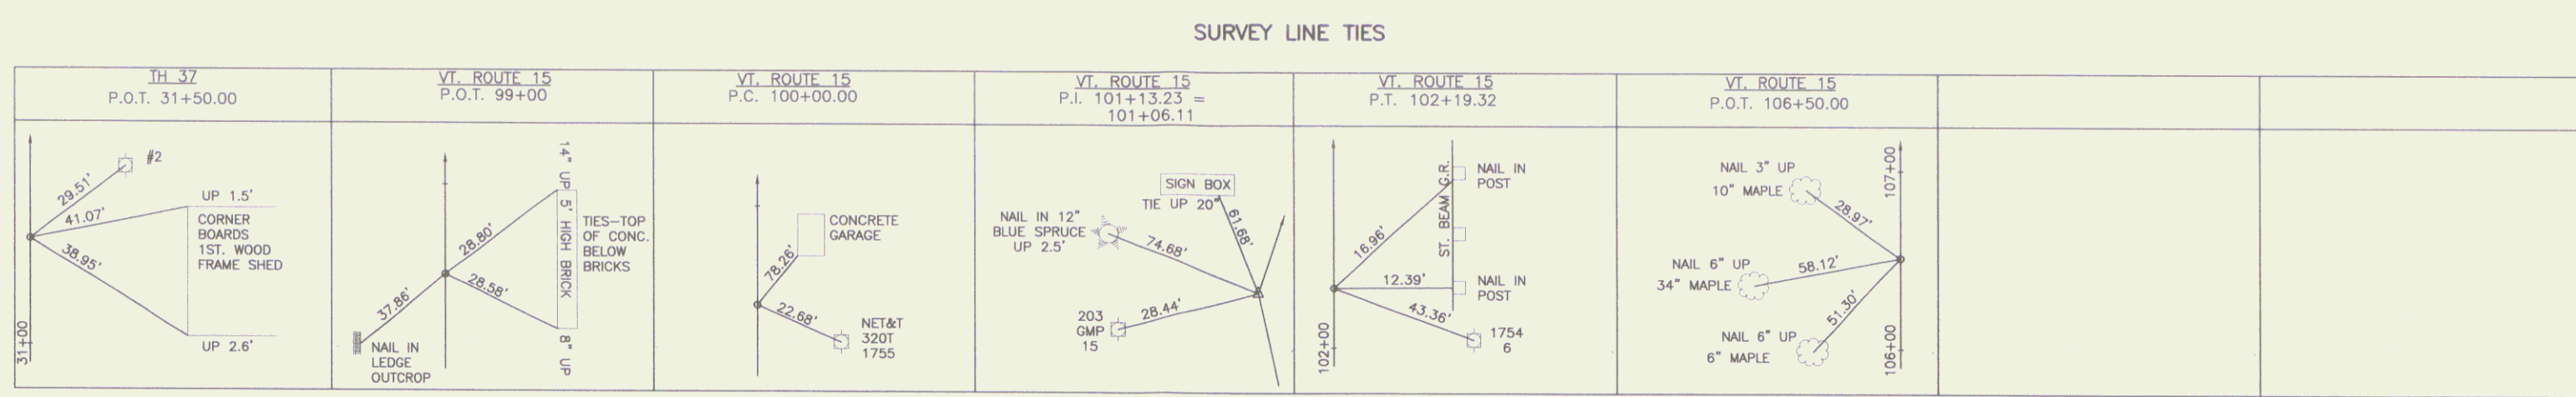 SURVEY LINE TIES
TH 37
P.O.T. 31+50.00
#2
29.51'
41.07'
38.95'
UP 1.5'
CORNER
BOARDS
1ST. WOOD
FRAME SHED
UP 2.6'
31+00
VT. ROUTE 15
P.O.T. 99+00
14" UP
5' HIGH BRICK
8" UP
28.80'
28.58'
37.86'
TIES-TOP
OF CONC.
BELOW
BRICKS
NAIL IN
LEDGE
OUTCROP
VT. ROUTE 15
P.C. 100+00.00
CONCRETE
GARAGE
78.26'
22.68'
NET&T
320T
1755
VT. ROUTE 15
P.I. 101+13.23 =
101+06.11
SIGN BOX
TIE UP 20"
61.68'
NAIL IN 12"
BLUE SPRUCE
UP 2.5'
74.68'
28.44'
203
GMP
15
VT. ROUTE 15
P.T. 102+19.32
ST. BEAM G.R.
NAIL IN
POST
16.96'
12.39'
NAIL IN
POST
43.36'
1754
6
102+00
VT. ROUTE 15
P.O.T. 106+50.00
107+00
NAIL 3" UP
10" MAPLE
28.97'
NAIL 6" UP
34" MAPLE
58.12'
51.30'
NAIL 6" UP
6" MAPLE
106+00